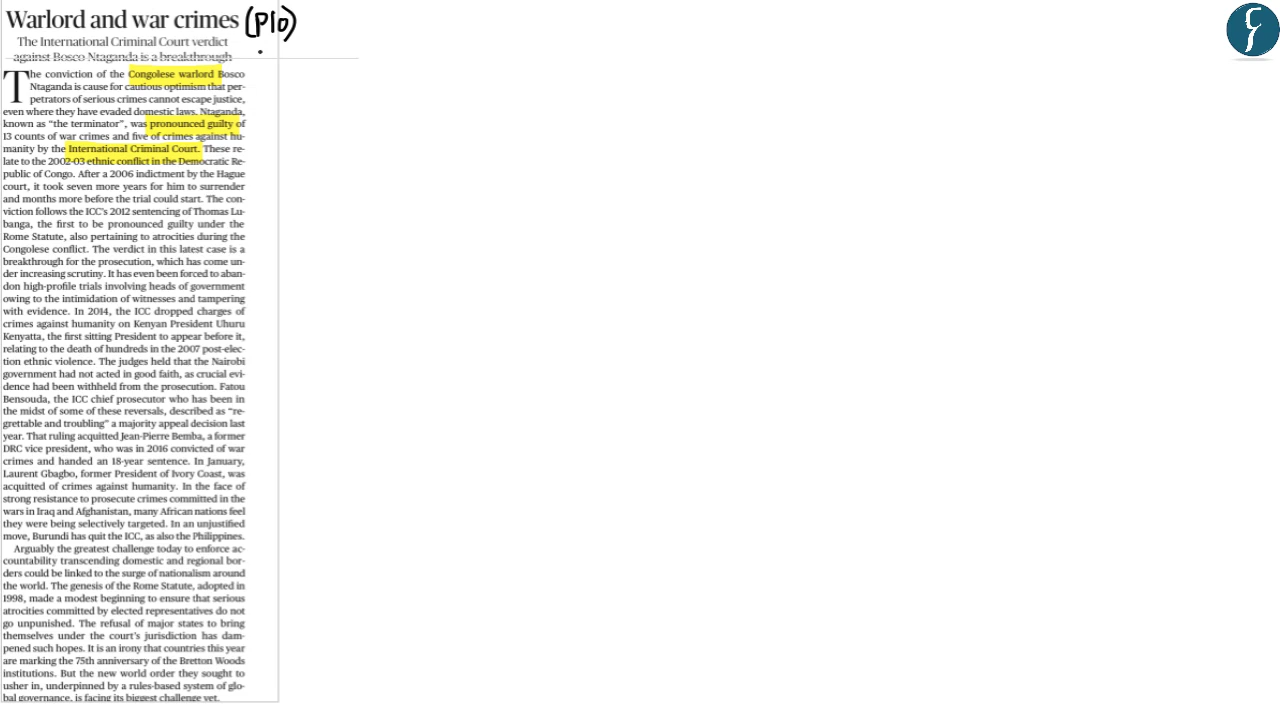 Warlord and war crimes (P10)
The International Criminal Court verdict
against Bosco Ntaganda is a breakthrough
The conviction of the Congolese warlord Bosco
Ntaganda is cause for cautious optimism that per-
petrators of serious crimes cannot escape justice,
even where they have evaded domestic laws. Ntaganda,
known as “the terminator”, was pronounced guilty of
13 counts of war crimes and five of crimes against hu-
manity by the International Criminal Court. These re-
late to the 2002-03 ethnic conflict in the Democratic Re-
public of Congo. After a 2006 indictment by the Hague
court, it took seven more years for him to surrender
and months more before the trial could start. The con-
viction follows the ICC’s 2012 sentencing of Thomas Lu-
banga, the first to be pronounced guilty under the
Rome Statute, also pertaining to atrocities during the
Congolese conflict. The verdict in this latest case is a
breakthrough for the prosecution, which has come un-
der increasing scrutiny. It has even been forced to aban-
don high-profile trials involving heads of government
owing to the intimidation of witnesses and tampering
with evidence. In 2014, the ICC dropped charges of
crimes against humanity on Kenyan President Uhuru
Kenyatta, the first sitting President to appear before it,
relating to the death of hundreds in the 2007 post-elec-
tion ethnic violence. The judges held that the Nairobi
government had not acted in good faith, as crucial evi-
dence had been withheld from the prosecution. Fatou
Bensouda, the ICC chief prosecutor who has been in
the midst of some of these reversals, described as “re-
grettable and troubling” a majority appeal decision last
year. That ruling acquitted Jean-Pierre Bemba, a former
DRC vice president, who was in 2016 convicted of war
crimes and handed an 18-year sentence. In January,
Laurent Gbagbo, former President of Ivory Coast, was
acquitted of crimes against humanity. In the face of
strong resistance to prosecute crimes committed in the
wars in Iraq and Afghanistan, many African nations feel
they were being selectively targeted. In an unjustified
move, Burundi has quit the ICC, as also the Philippines.
Arguably the greatest challenge today to enforce ac-
countability transcending domestic and regional bor-
ders could be linked to the surge of nationalism around
the world. The genesis of the Rome Statute, adopted in
1998, made a modest beginning to ensure that serious
atrocities committed by elected representatives do not
go unpunished. The refusal of major states to bring
themselves under the court’s jurisdiction has dam-
pened such hopes. It is an irony that countries this year
are marking the 75th anniversary of the Bretton Woods
institutions. But the new world order they sought to
usher in, underpinned by a rules-based system of glo-
bal governance, is facing its biggest challenge yet.